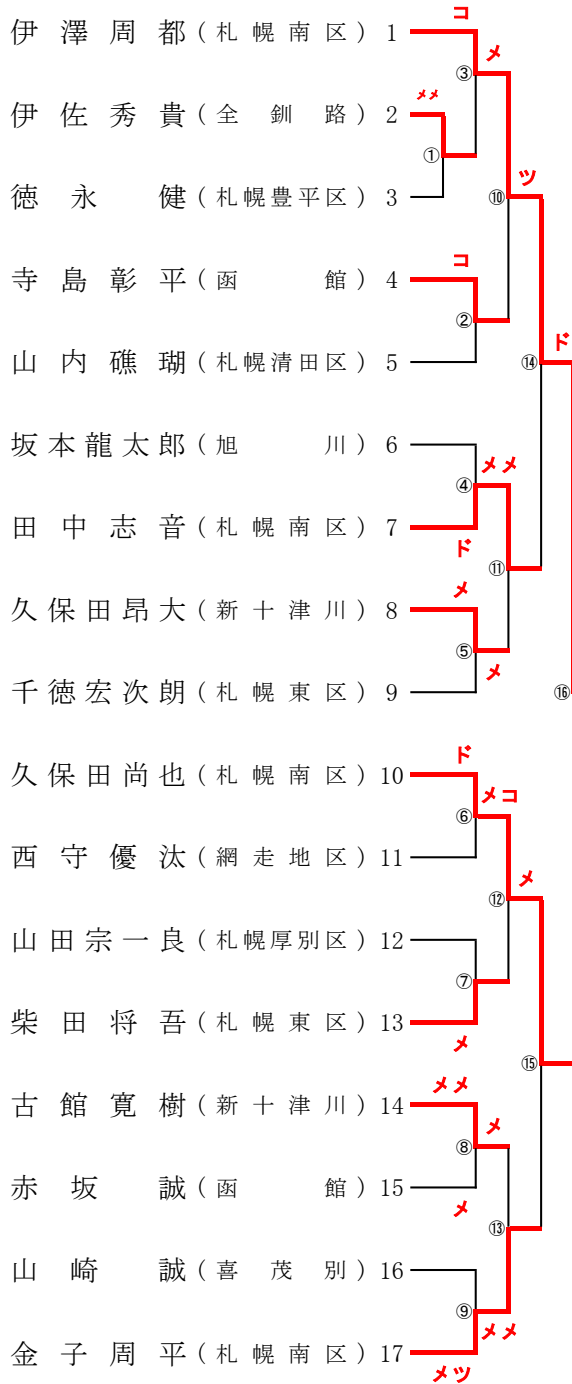 コ
伊澤周都(札幌南区) 1
メ
③
メメ
伊佐秀貴(全釧路) 2
①
徳永健(札幌豊平区) 3
⑩
ツ
コ
寺島彰平(函館) 4
②
山内礁瑚(札幌清田区) 5
⑭
ド
坂本龍太郎(旭川) 6
メメ
④
田中志音(札幌南区) 7
ド
⑪
メ
久保田昂大(新十津川) 8
⑤
メ
千徳宏次朗(札幌東区) 9
⑯
ド
久保田尚也(札幌南区) 10
メコ
⑥
西守優汰(網走地区) 11
メ
⑫
山田宗一良(札幌厚別区) 12
⑦
柴田将吾(札幌東区) 13
メ
⑮
メメ
古館寛樹(新十津川) 14
メ
⑧
赤坂誠(函館) 15
メ
⑬
山崎誠(喜茂別) 16
⑨
メメ
金子周平(札幌南区) 17
メツ